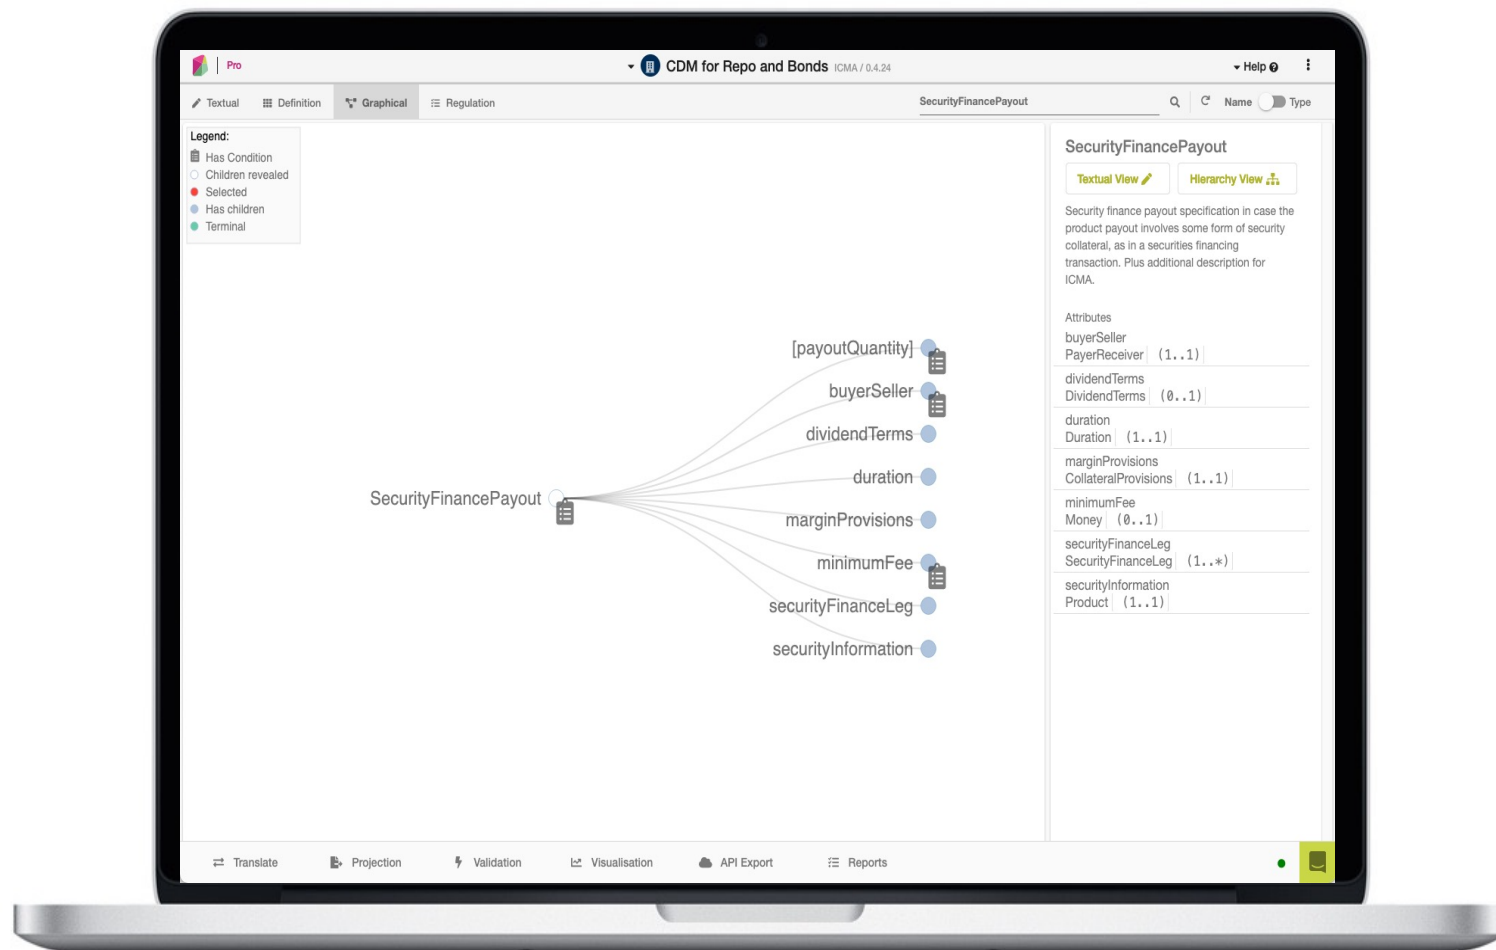 Pro
CDM for Repo and Bonds ICMA / 0.4.24
Help
Textual Definition Graphical Regulation
SecurityFinancePayout
Name Type
Legend:
Has Condition
Children revealed
Selected
Has children
Terminal
SecurityFinancePayout
[payoutQuantity]
buyerSeller
dividendTerms
duration
marginProvisions
minimumFee
securityFinanceLeg
securityInformation
SecurityFinancePayout
Textual View Hierarchy View
Security finance payout specification in case the
product payout involves some form of security
collateral, as in a securities financing
transaction. Plus additional description for
ICMA.
Attributes
buyerSeller
PayerReceiver (1..1)
dividendTerms
DividendTerms (0..1)
duration
Duration (1..1)
marginProvisions
CollateralProvisions (1..1)
minimumFee
Money (0..1)
securityFinanceLeg
SecurityFinanceLeg (1..*)
securityInformation
Product (1..1)
Translate Projection Validation Visualisation API Export Reports